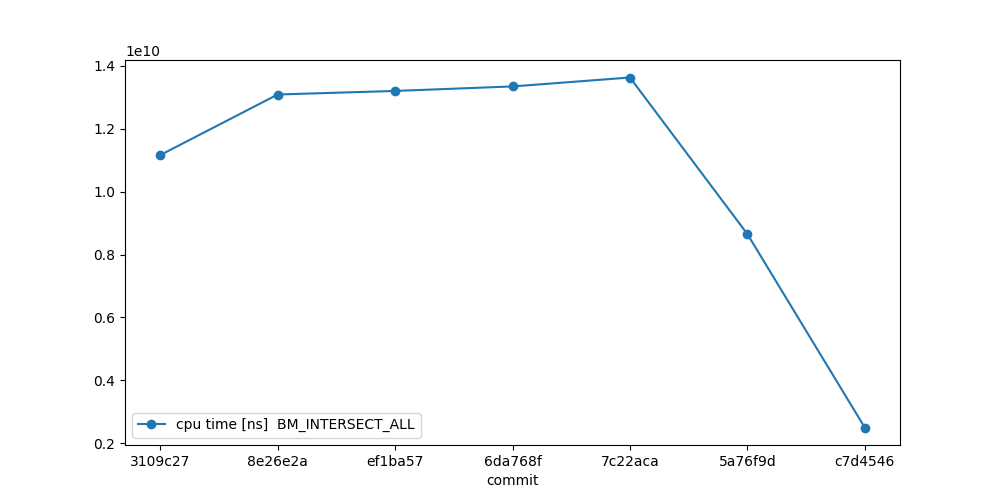 1e10
1.4
1.2
1.0
0.8
0.6
0.4
0.2
cpu time [ns]  BM_INTERSECT_ALL
3109c27 8e26e2a ef1ba57 6da768f 7c22aca 5a76f9d c7d4546
commit